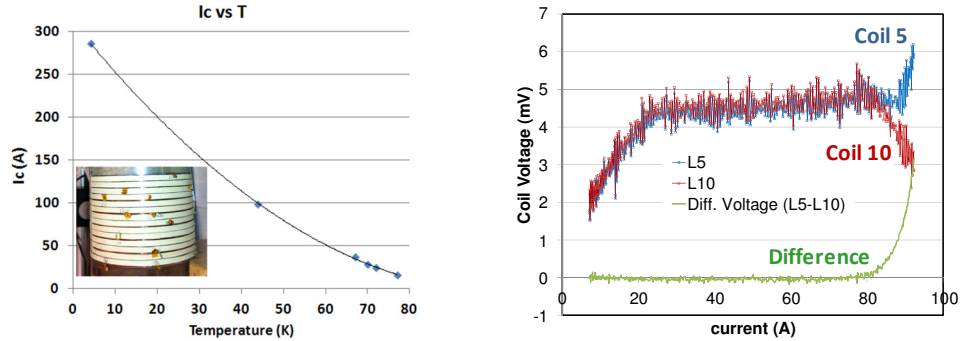 Ic vs T
300
250
200
150
100
50
0
Ic (A)
0 10 20 30 40 50 60 70 80
Temperature (K)
7
6
5
4
3
2
1
0
-1
Coil Voltage (mV)
Coil 5
Coil 10
L5
L10
Diff. Voltage (L5-L10)
Difference
0 20 40 60 80 100
current (A)